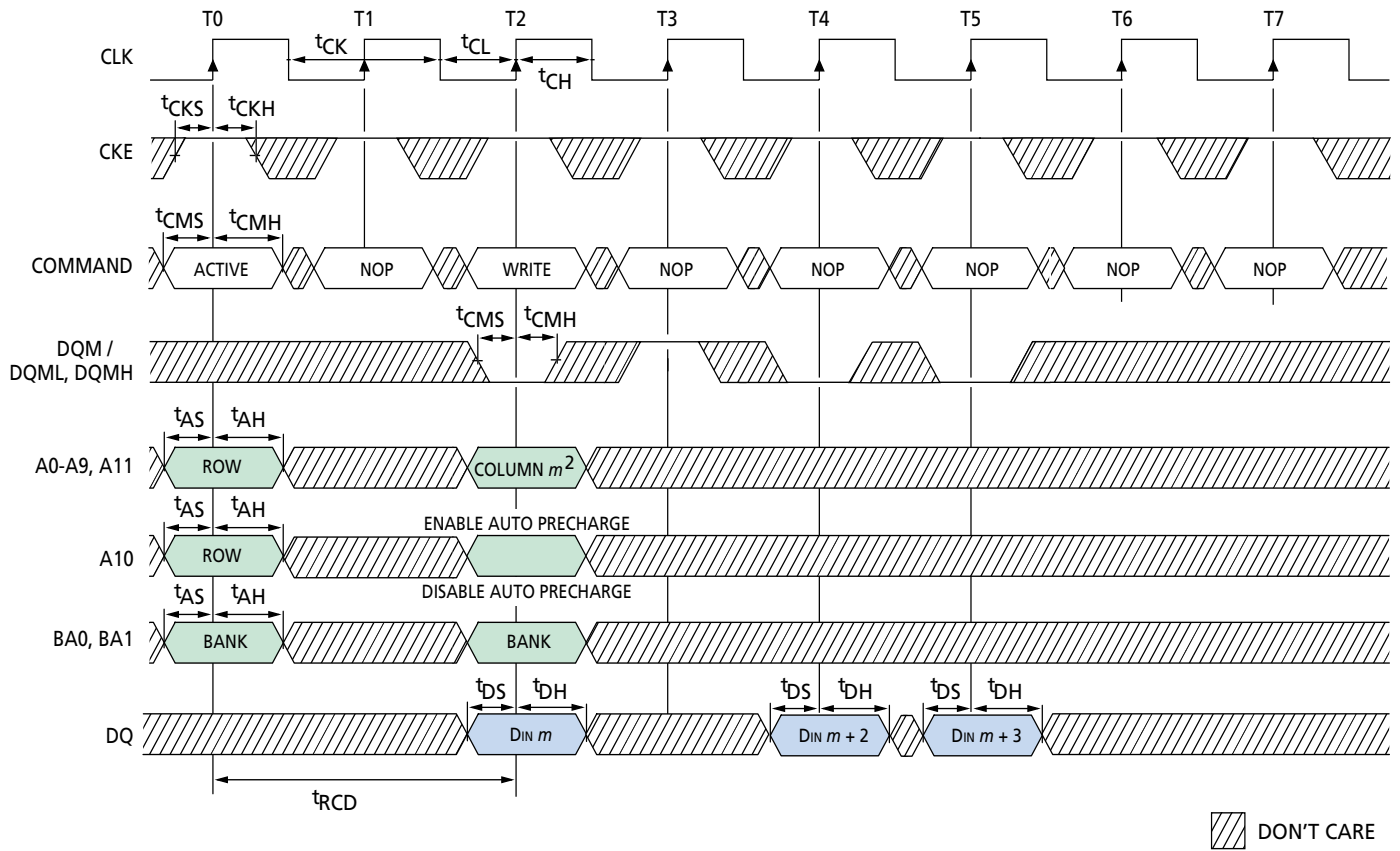 T0 T1 T2 T3 T4 T5 T6 T7
CLK
tCK tCL
tCH
tCKS tCKH
CKE
tCMS tCMH
COMMAND ACTIVE NOP WRITE NOP NOP NOP NOP NOP
tCMS tCMH
DQM /
DQML, DQMH
tAS tAH
A0-A9, A11 ROW COLUMN m2
tAS tAH
ENABLE AUTO PRECHARGE
A10 ROW
DISABLE AUTO PRECHARGE
tAS tAH
BA0, BA1 BANK BANK
tDS tDH tDS tDH tDS tDH
DQ DIN m DIN m + 2 DIN m + 3
tRCD
DON'T CARE